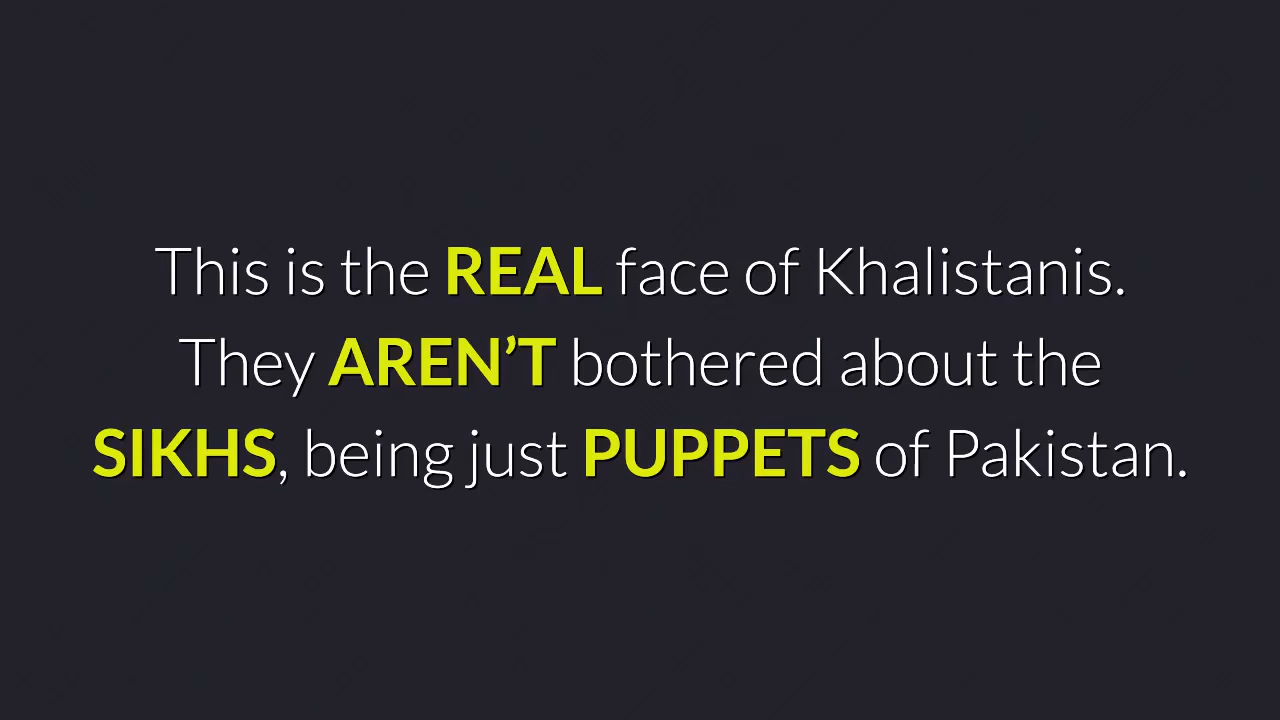 This is the REAL face of Khalistanis.
They AREN’T bothered about the
SIKHS, being just PUPPETS of Pakistan.